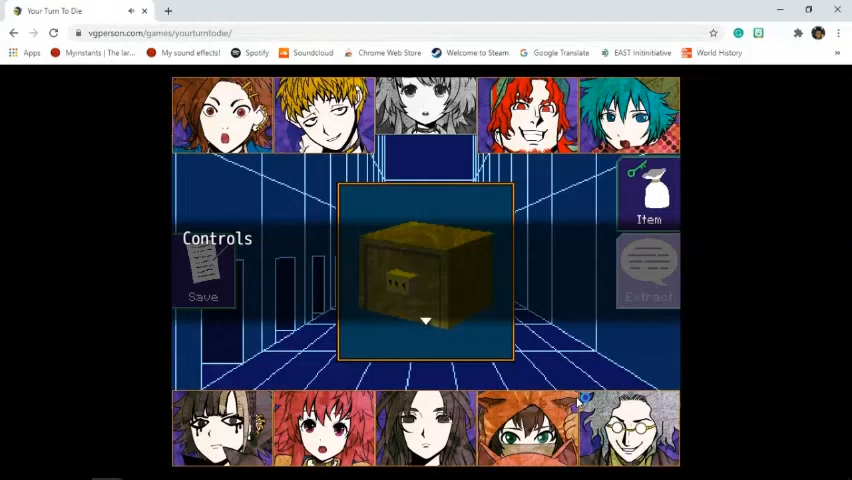 Your Turn To Die
vgperson.com/games/yourturntodie/
Apps
Myinstants | The lar...
My sound effects!
Spotify
Soundcloud
Chrome Web Store
Welcome to Steam
Google Translate
EAST Initinitiative
World History
Item
Controls
Save
Extract